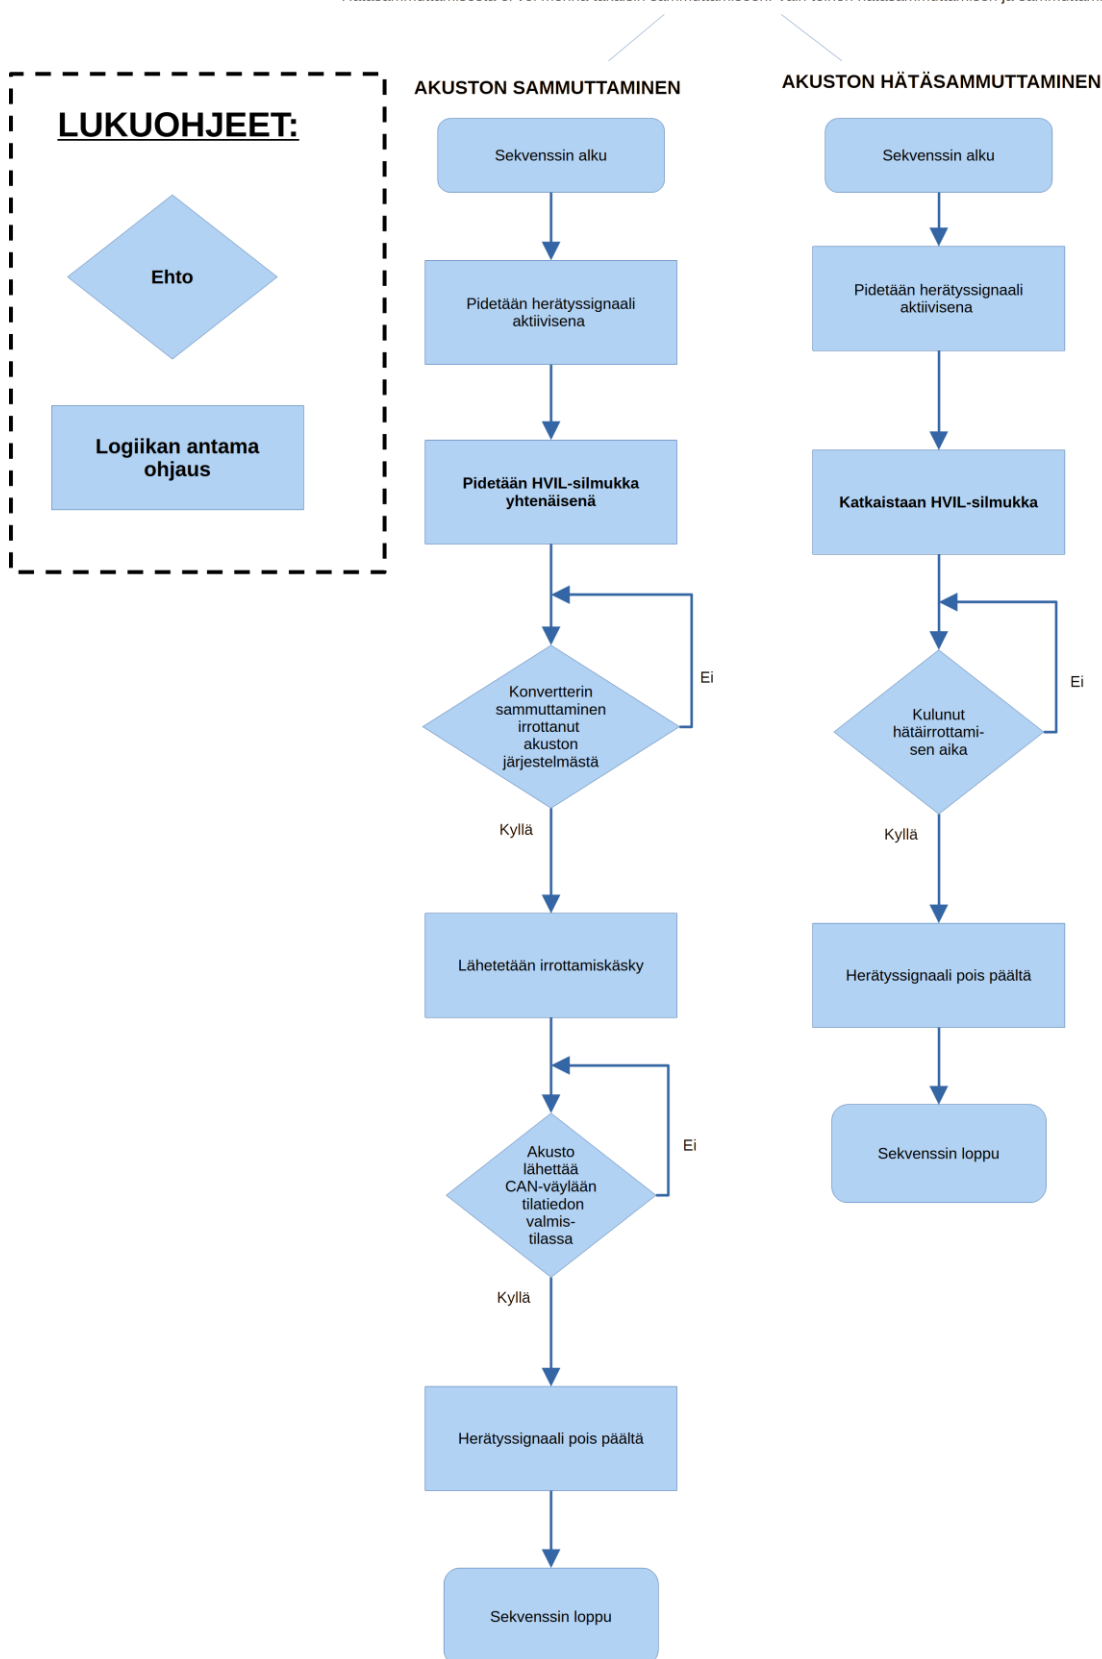 AKUSTON SAMMUTTAMINEN
AKUSTON HÄTÄSAMMUTTAMINEN
LUKUOHJEET:
Ehto
Logiikan antama
ohjaus
Sekvenssin alku
Pidetään herätyssignaali
aktiivisena
Pidetään HVIL-silmukka
yhtenäisenä
Ei
Konvertterin
sammuttaminen
irrottanut
akuston
järjestelmästä
Kyllä
Lähetetään irrottamiskäsky
Ei
Akusto
lähettää
CAN-väylään
tilatiedon
valmis-
tilassa
Kyllä
Herätyssignaali pois päältä
Sekvenssin loppu
Sekvenssin alku
Pidetään herätyssignaali
aktiivisena
Katkaistaan HVIL-silmukka
Ei
Kulunut
hätäirrottami-
sen aika
Kyllä
Herätyssignaali pois päältä
Sekvenssin loppu